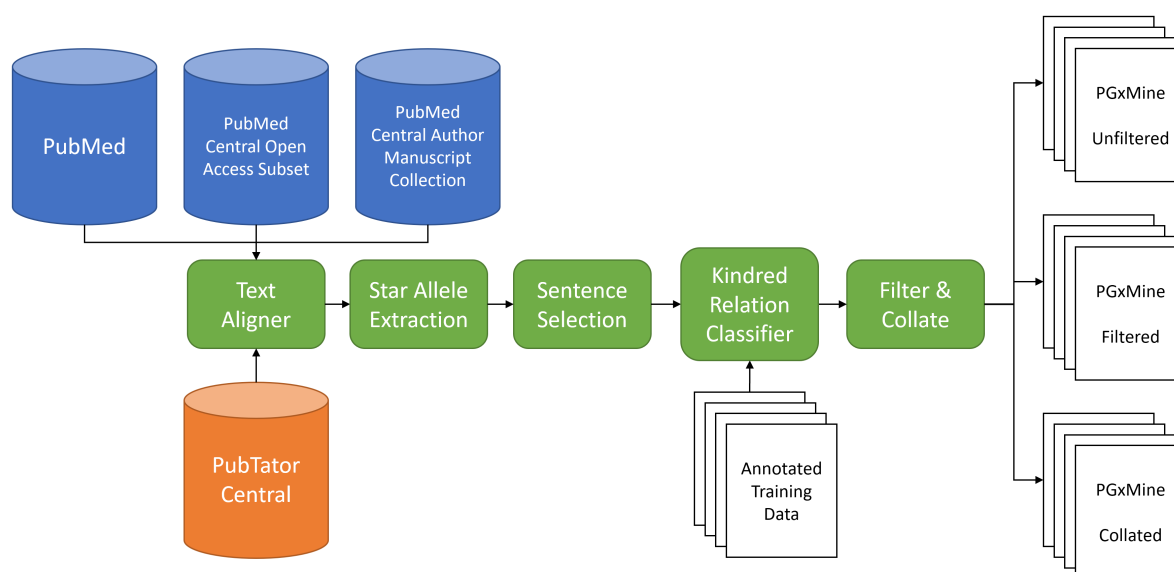 PubMed
PubMed
Central Open
Access Subset
PubMed
Central Author
Manuscript
Collection
Text
Aligner
Star Allele
Extraction
Sentence
Selection
Kindred
Relation
Classifier
Filter &
Collate
PubTator
Central
Annotated
Training
Data
PGxMine
Unfiltered
PGxMine
Filtered
PGxMine
Collated